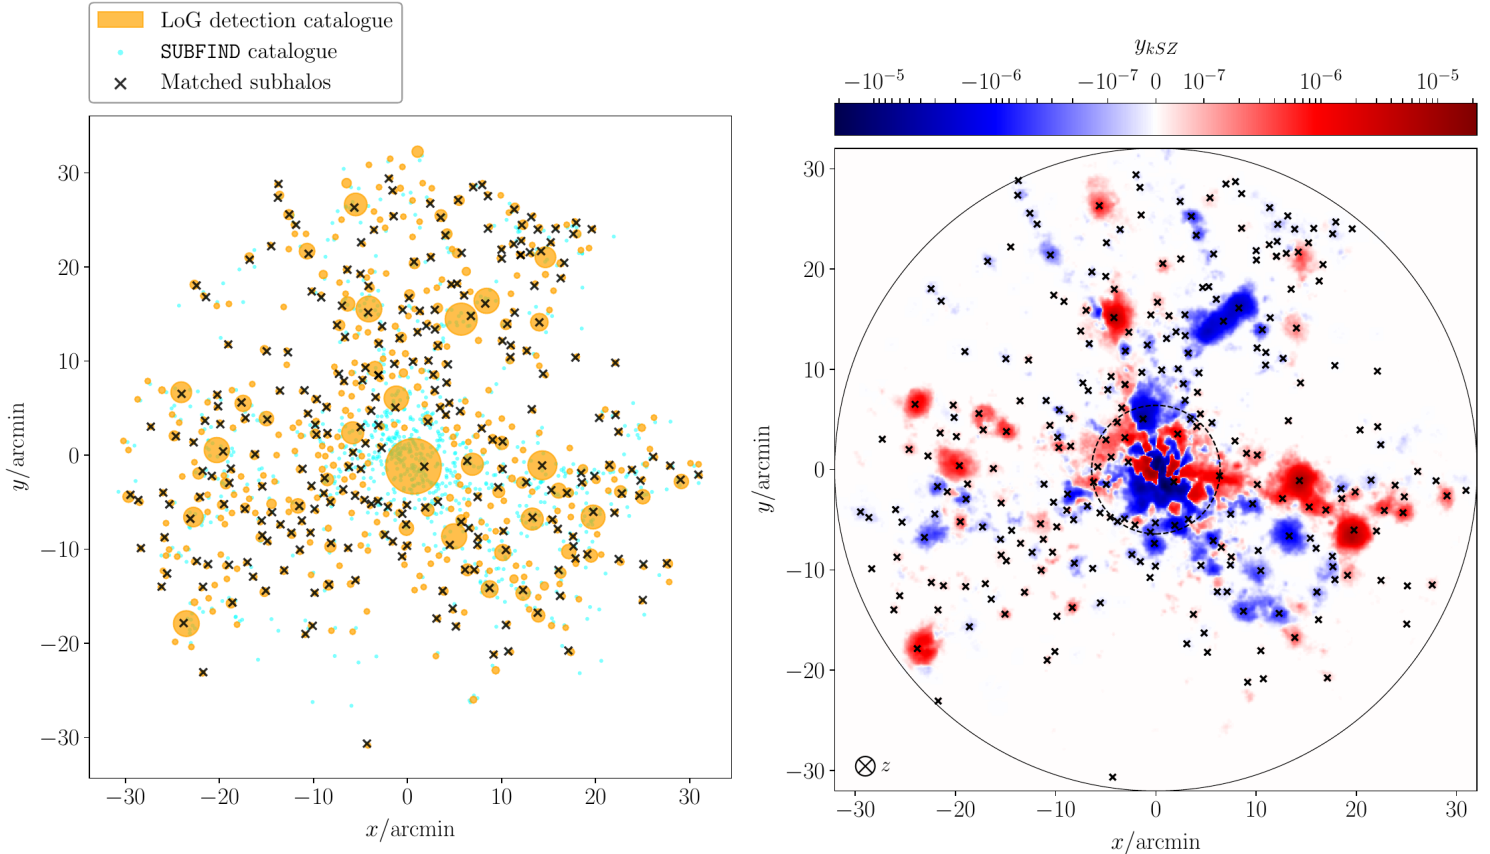 LoG detection catalogue
SUBFIND catalogue
Matched subhalos
30
20
10
0
−10
−20
−30
y/arcmin
−30 −20 −10 0 10 20 30
x/arcmin
y_kSZ
−10⁻⁵ −10⁻⁶ −10⁻⁷ 0 10⁻⁷ 10⁻⁶ 10⁻⁵
30
20
10
0
−10
−20
−30
y/arcmin
z
−30 −20 −10 0 10 20 30
x/arcmin